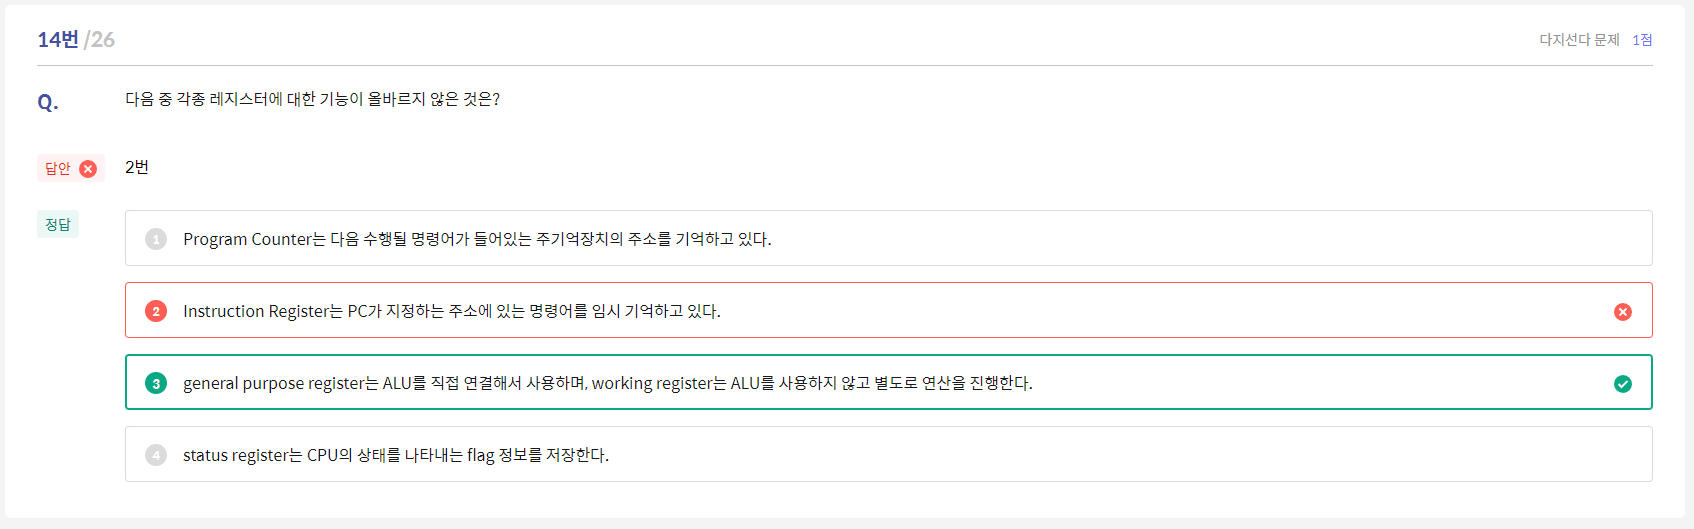 14번 /26
다지선다 문제 1점
Q.
다음 중 각종 레지스터에 대한 기능이 올바르지 않은 것은?
답안
2번
정답
1 Program Counter는 다음 수행될 명령어가 들어있는 주기억장치의 주소를 기억하고 있다.
2 Instruction Register는 PC가 지정하는 주소에 있는 명령어를 임시 기억하고 있다.
3 general purpose register는 ALU를 직접 연결해서 사용하며, working register는 ALU를 사용하지 않고 별도로 연산을 진행한다.
4 status register는 CPU의 상태를 나타내는 flag 정보를 저장한다.